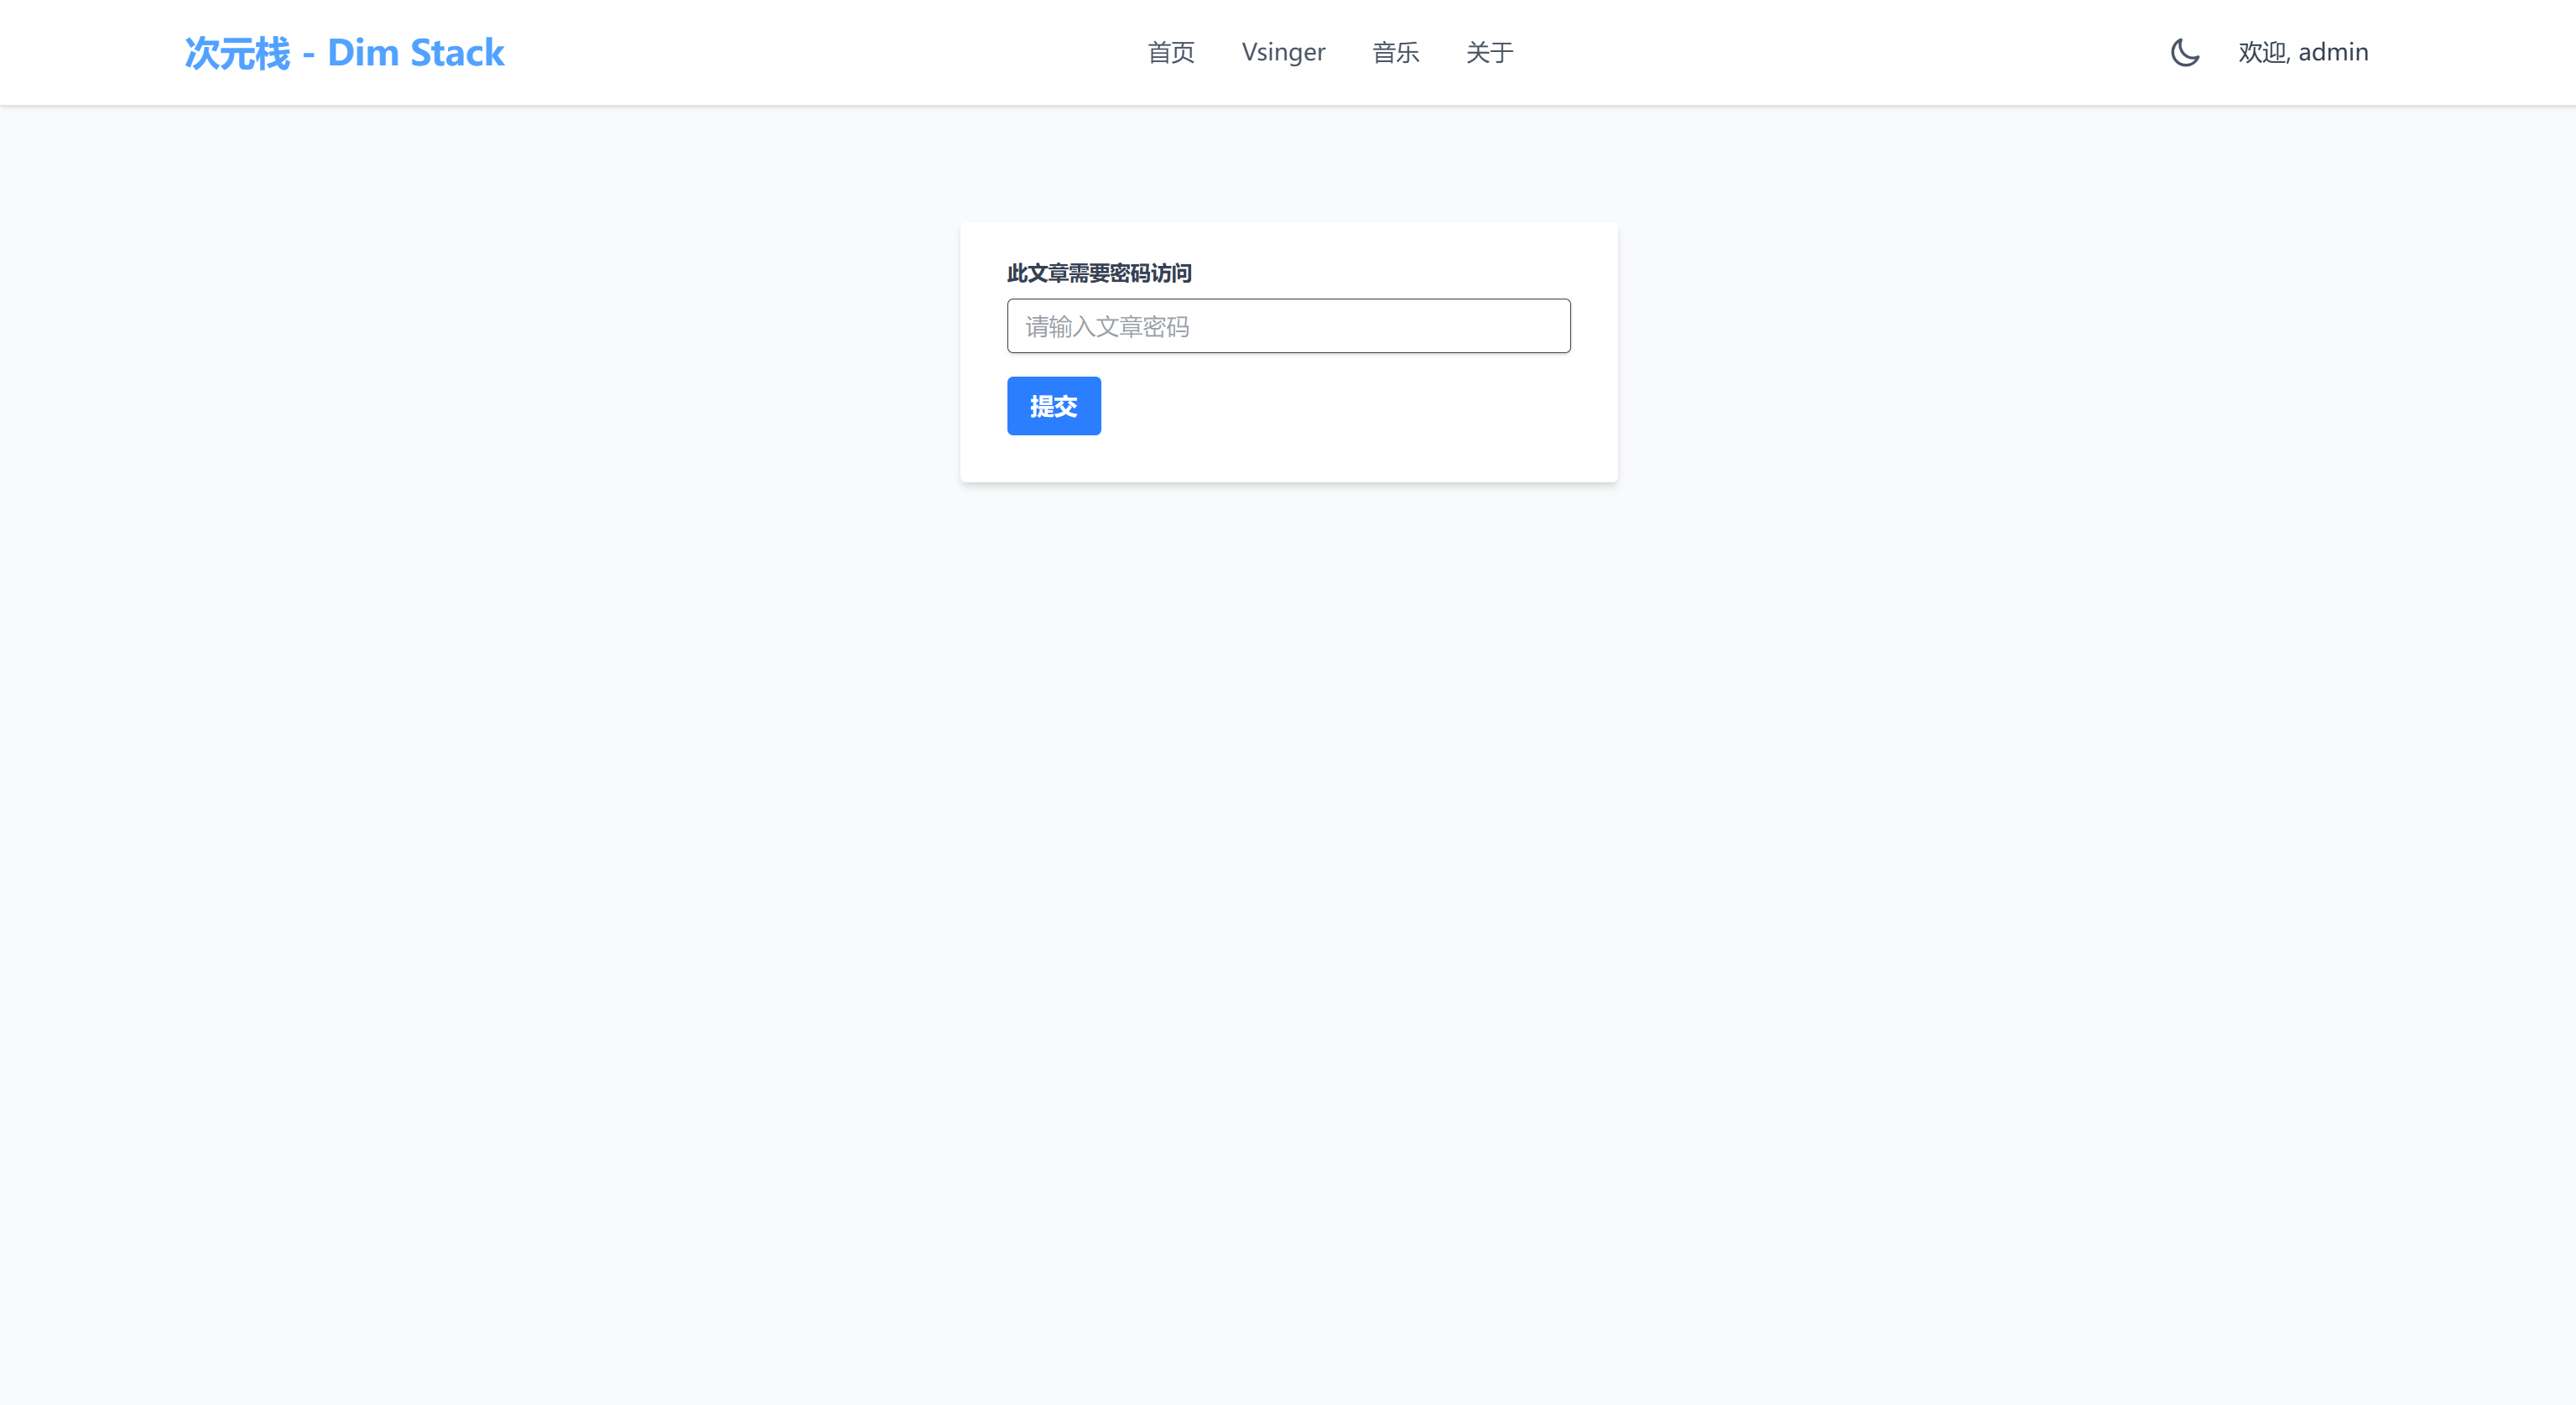 次元栈 - Dim Stack
首页 Vsinger 音乐 关于
欢迎, admin
此文章需要密码访问
请输入文章密码
提交